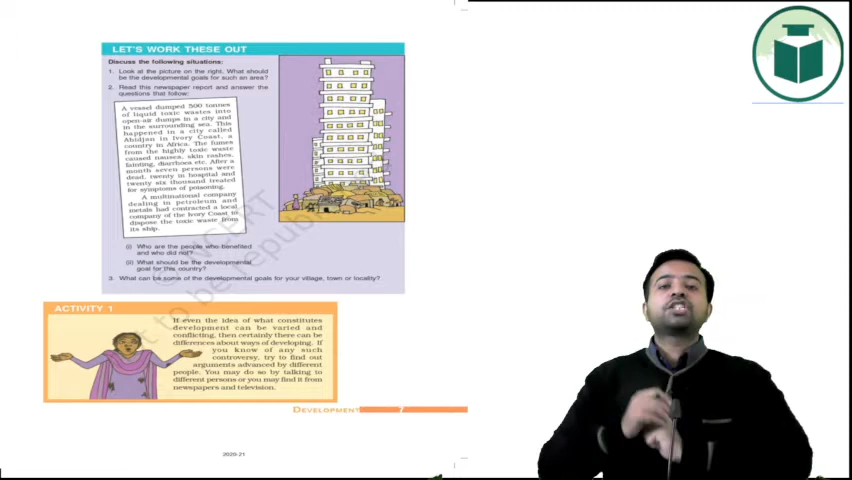 LET'S WORK THESE OUT
Discuss the following situations:
1. Look at the picture on the right. What should
be the developmental goals for such an area?
2. Read this newspaper report and answer the
questions that follow:
A vessel dumped 500 tonnes
of liquid toxic wastes into
open-air dumps in a city and
in the surrounding sea. This
happened in a city called
Abidjan in Ivory Coast, a
country in Africa. The fumes
from the highly toxic waste
caused nausea, skin rashes,
fainting, diarrhoea etc. After a
month seven persons were
dead, twenty in hospital and
twenty six thousand treated
for symptoms of poisoning.
A multinational company
dealing in petroleum and
metals had contracted a local
company of the Ivory Coast to
dispose the toxic waste from
its ship.
(i) Who are the people who benefited
and who did not?
(ii) What should be the developmental
goal for this country?
3. What can be some of the developmental goals for your village, town or locality?
ACTIVITY 1
If even the idea of what constitutes
development can be varied and
conflicting, then certainly there can be
differences about ways of developing. If
you know of any such
controversy, try to find out
arguments advanced by different
people. You may do so by talking to
different persons or you may find it from
newspapers and television.
DEVELOPMENT 7
2020-21